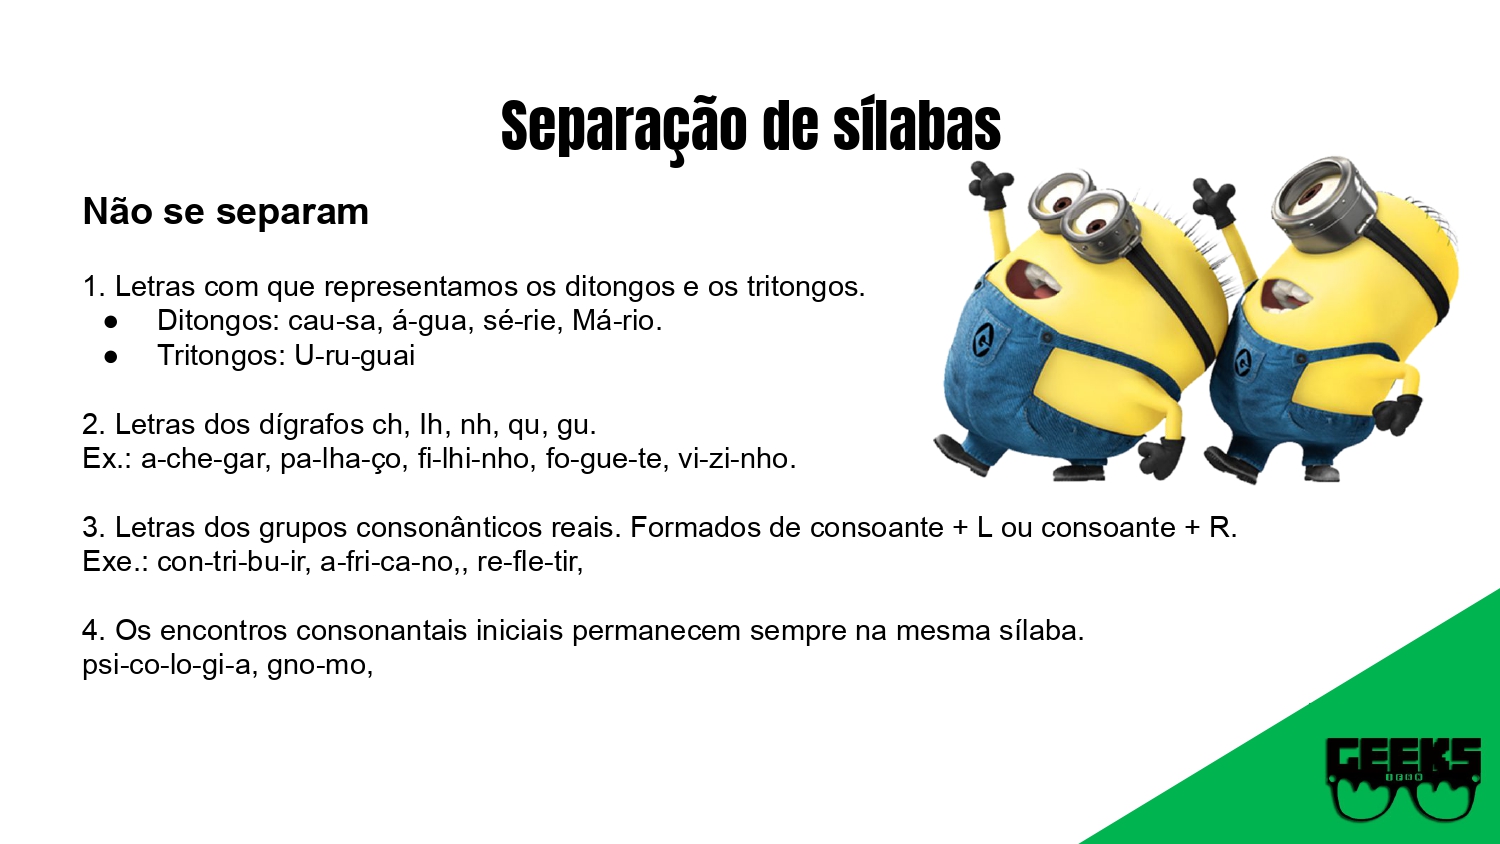 Separação de sílabas
Não se separam
1. Letras com que representamos os ditongos e os tritongos.
● Ditongos: cau-sa, á-gua, sé-rie, Má-rio.
● Tritongos: U-ru-guai
2. Letras dos dígrafos ch, lh, nh, qu, gu.
Ex.: a-che-gar, pa-lha-ço, fi-lhi-nho, fo-gue-te, vi-zi-nho.
3. Letras dos grupos consonânticos reais. Formados de consoante + L ou consoante + R.
Exe.: con-tri-bu-ir, a-fri-ca-no,, re-fle-tir,
4. Os encontros consonantais iniciais permanecem sempre na mesma sílaba.
psi-co-lo-gi-a, gno-mo,
GEEKS